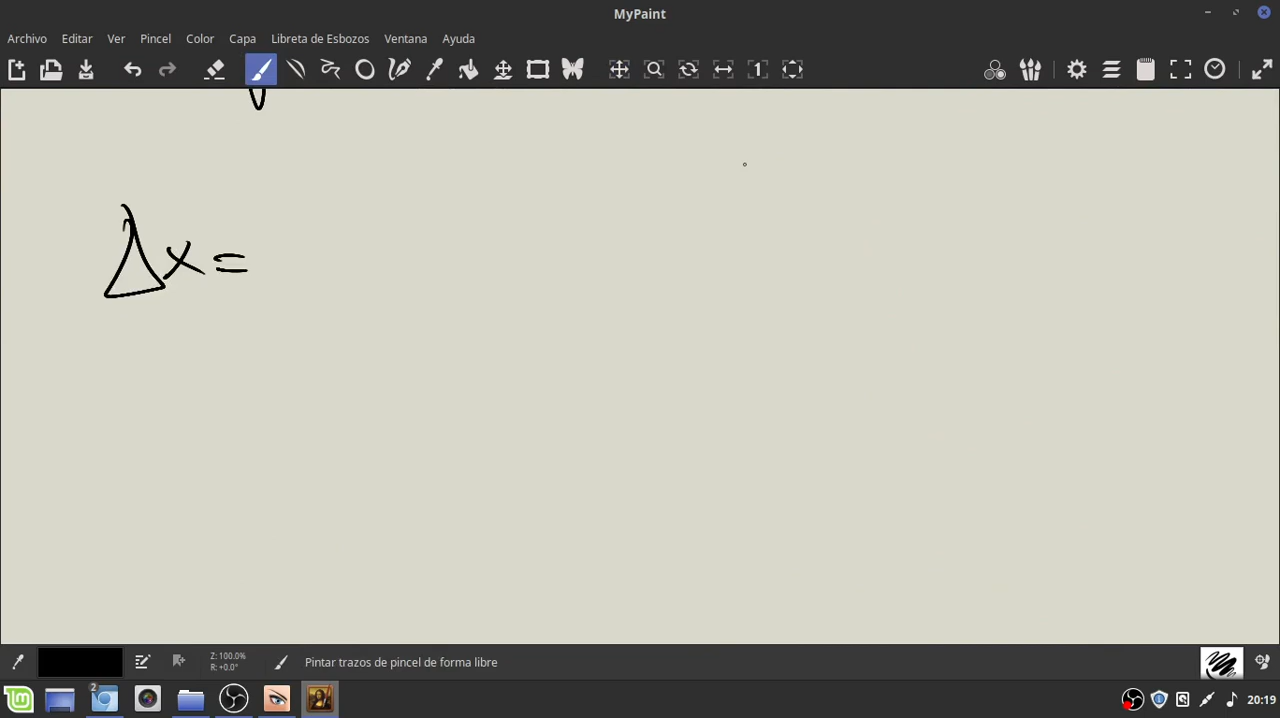 MyPaint
Archivo Editar Ver Pincel Color Capa Libreta de Esbozos Ventana Ayuda
Δx =
Z: 100.0%
R: +0.0°
Pintar trazos de pincel de forma libre
2
20:19